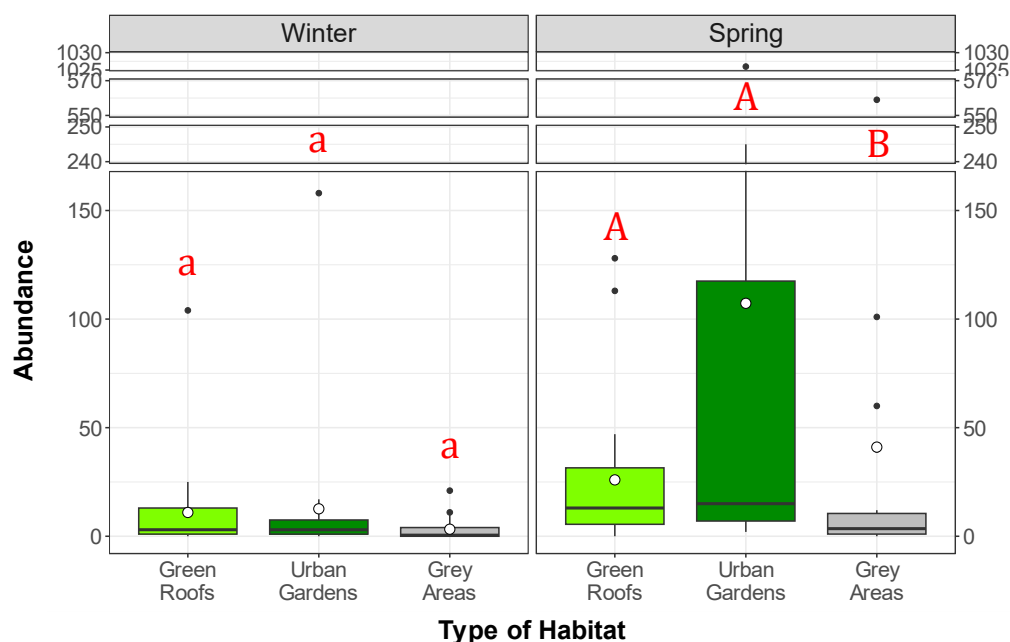 Winter Spring
1030 1030
1025 1025
570 570
550 550
A
250 250
a B
240 240
150 150
A
a
100 100
50 50
a
0 0
Green Urban Grey Green Urban Grey
Roofs Gardens Areas Roofs Gardens Areas
Abundance
Type of Habitat